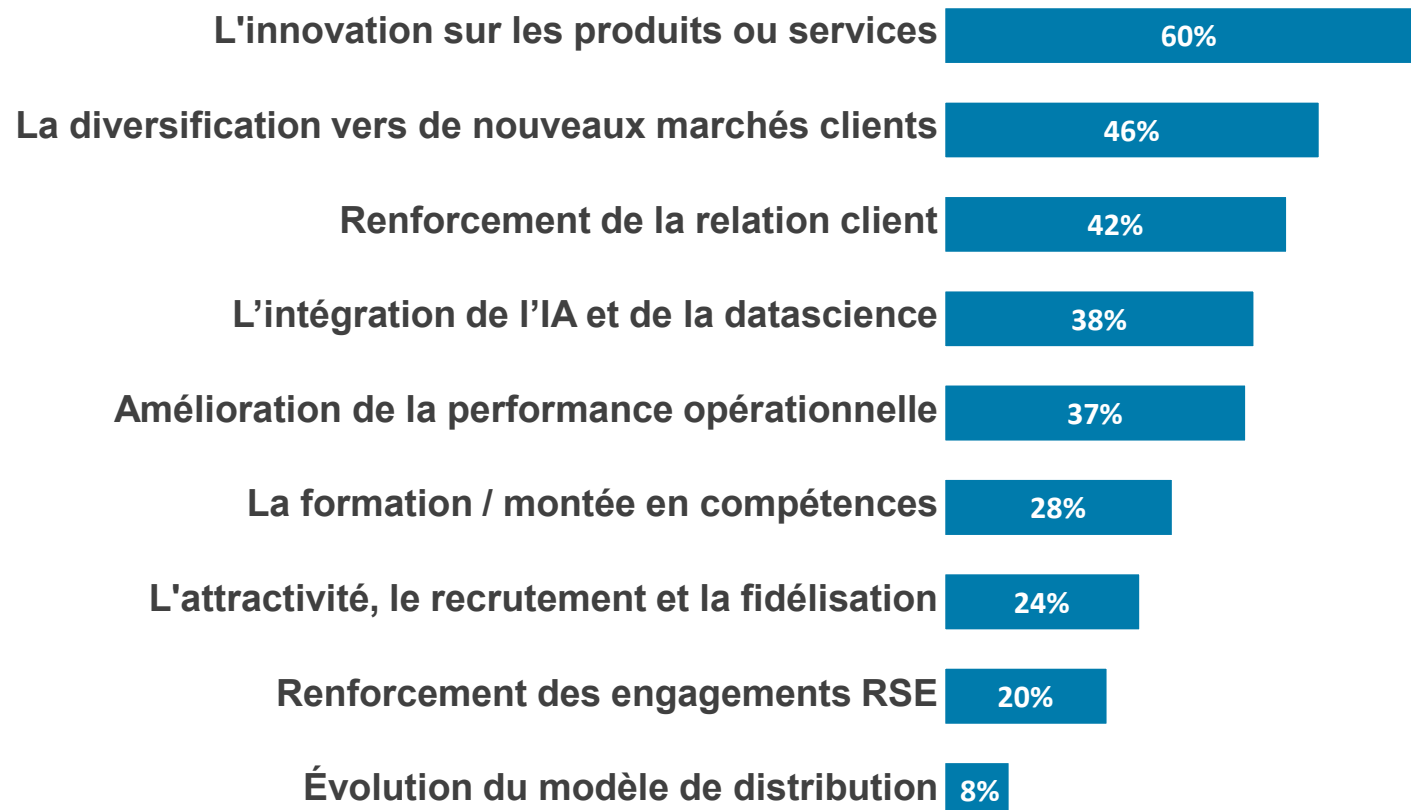 L'innovation sur les produits ou services 60%
La diversification vers de nouveaux marchés clients 46%
Renforcement de la relation client 42%
L’intégration de l’IA et de la datascience 38%
Amélioration de la performance opérationnelle 37%
La formation / montée en compétences 28%
L'attractivité, le recrutement et la fidélisation 24%
Renforcement des engagements RSE 20%
Évolution du modèle de distribution 8%